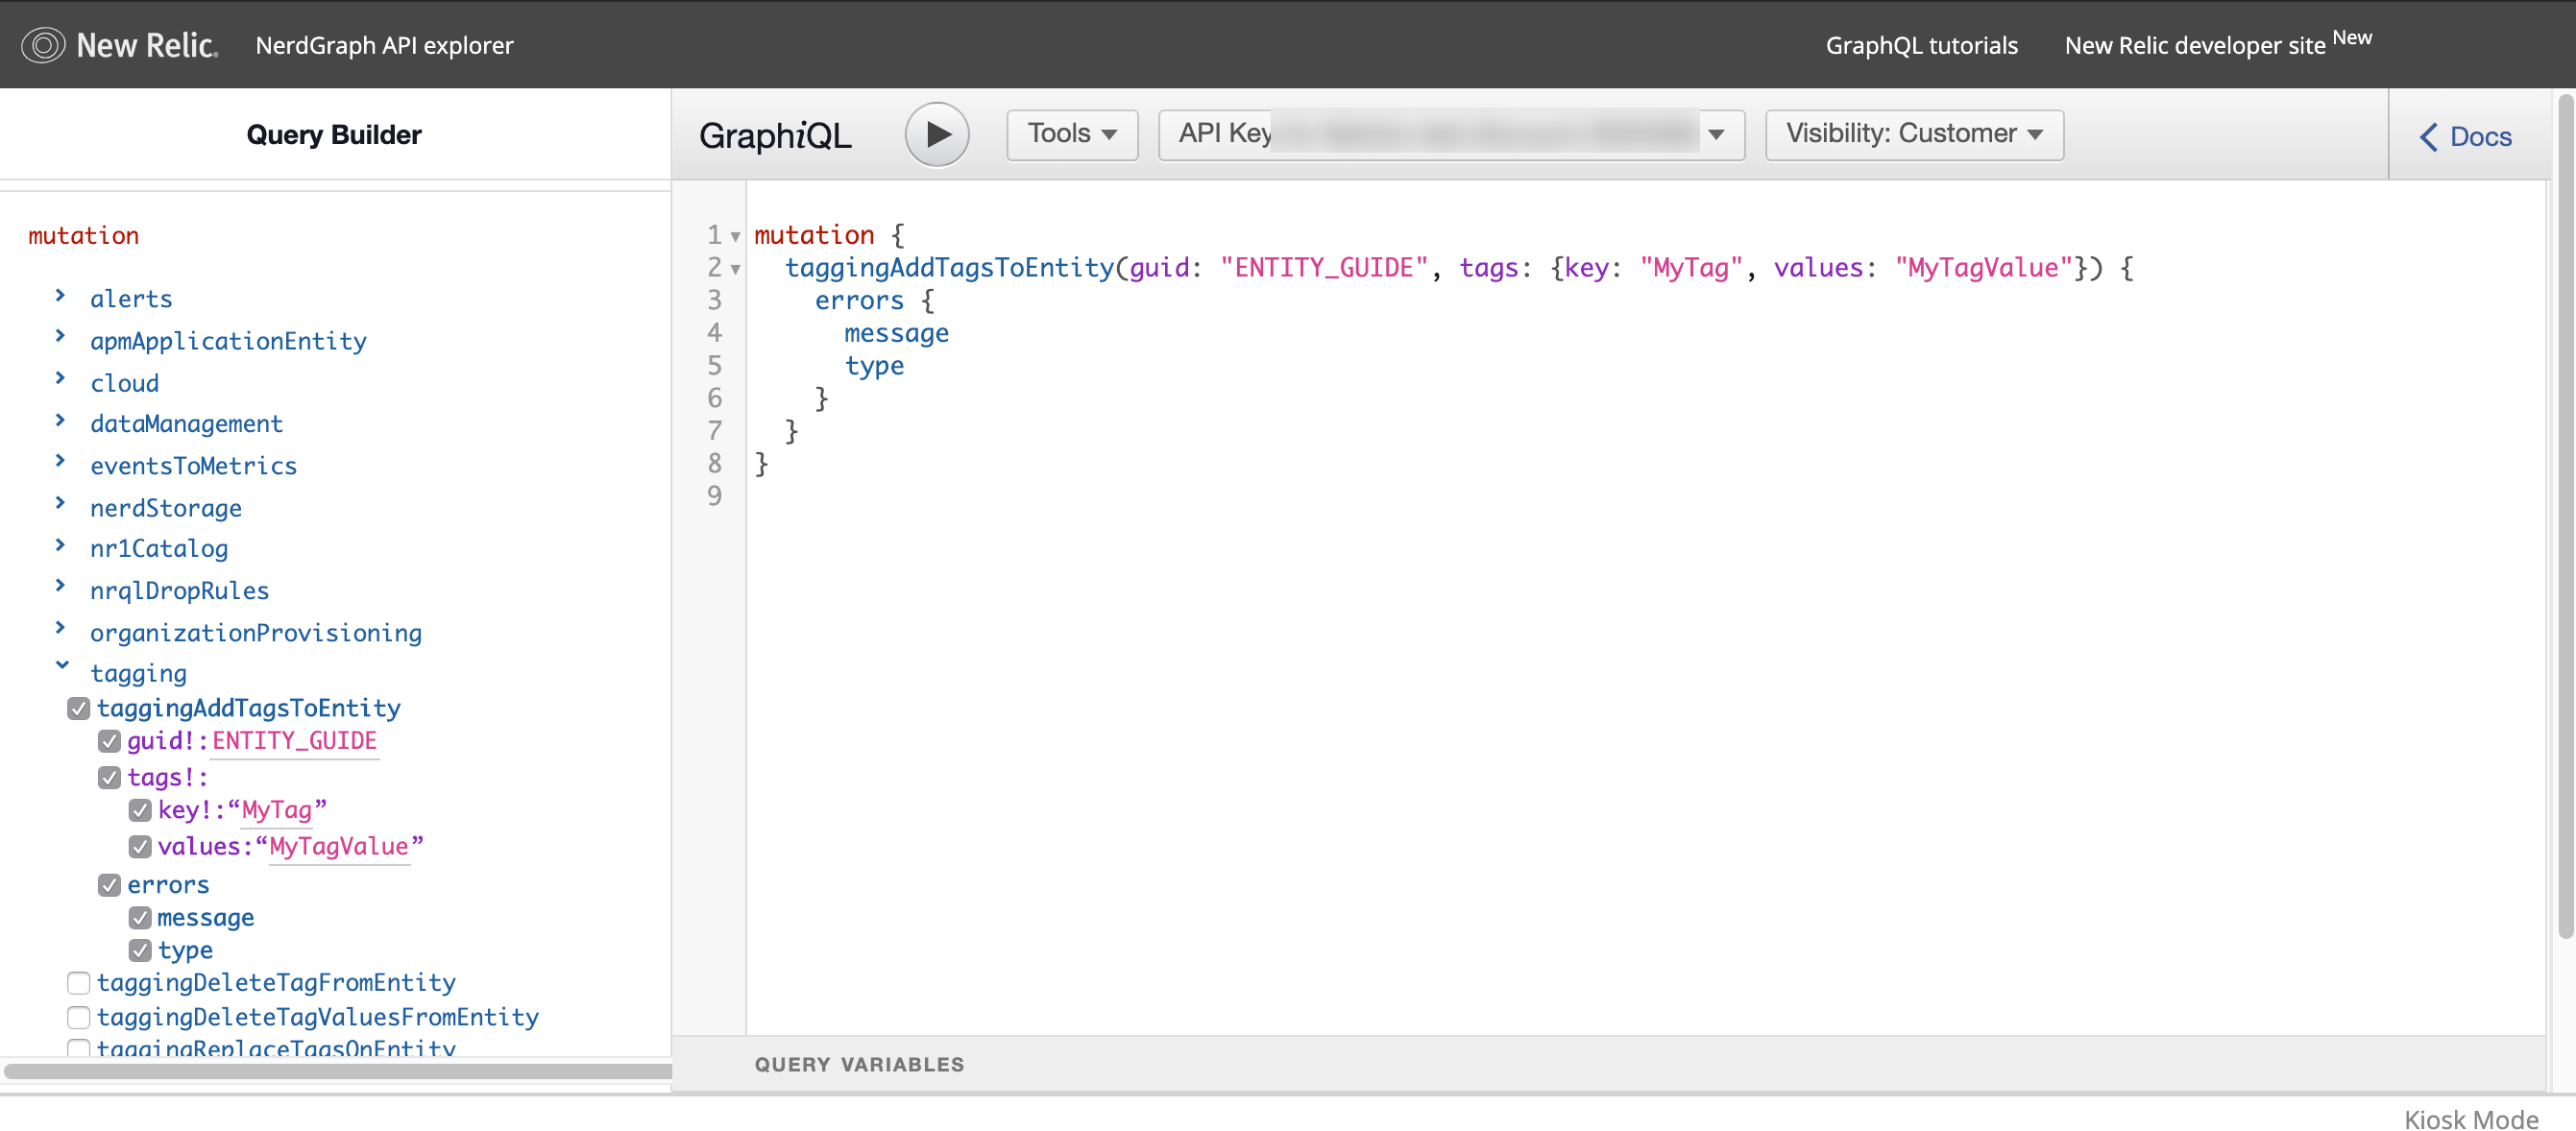 New Relic. NerdGraph API explorer GraphQL tutorials New Relic developer site New
Query Builder
GraphiQL Tools API Key Visibility: Customer Docs
mutation
alerts
apmApplicationEntity
cloud
dataManagement
eventsToMetrics
nerdStorage
nr1Catalog
nrqlDropRules
organizationProvisioning
tagging
taggingAddTagsToEntity
guid!:ENTITY_GUIDE
tags!:
key!:“MyTag”
values:“MyTagValue”
errors
message
type
taggingDeleteTagFromEntity
taggingDeleteTagValuesFromEntity
taggingReplaceTagsOnEntity
1 mutation {
2 taggingAddTagsToEntity(guid: "ENTITY_GUIDE", tags: {key: "MyTag", values: "MyTagValue"}) {
3 errors {
4 message
5 type
6 }
7 }
8 }
9
QUERY VARIABLES
Kiosk Mode